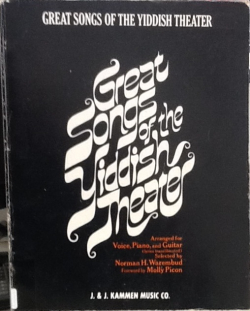 GREAT SONGS OF THE YIDDISH THEATER
Great
Songs
of the
Yiddish
Theater
Arranged for
Voice, Piano, and Guitar
Selected by
Norman H. Warembud
Foreword by Molly Picon
J. & J. KAMMEN MUSIC CO.